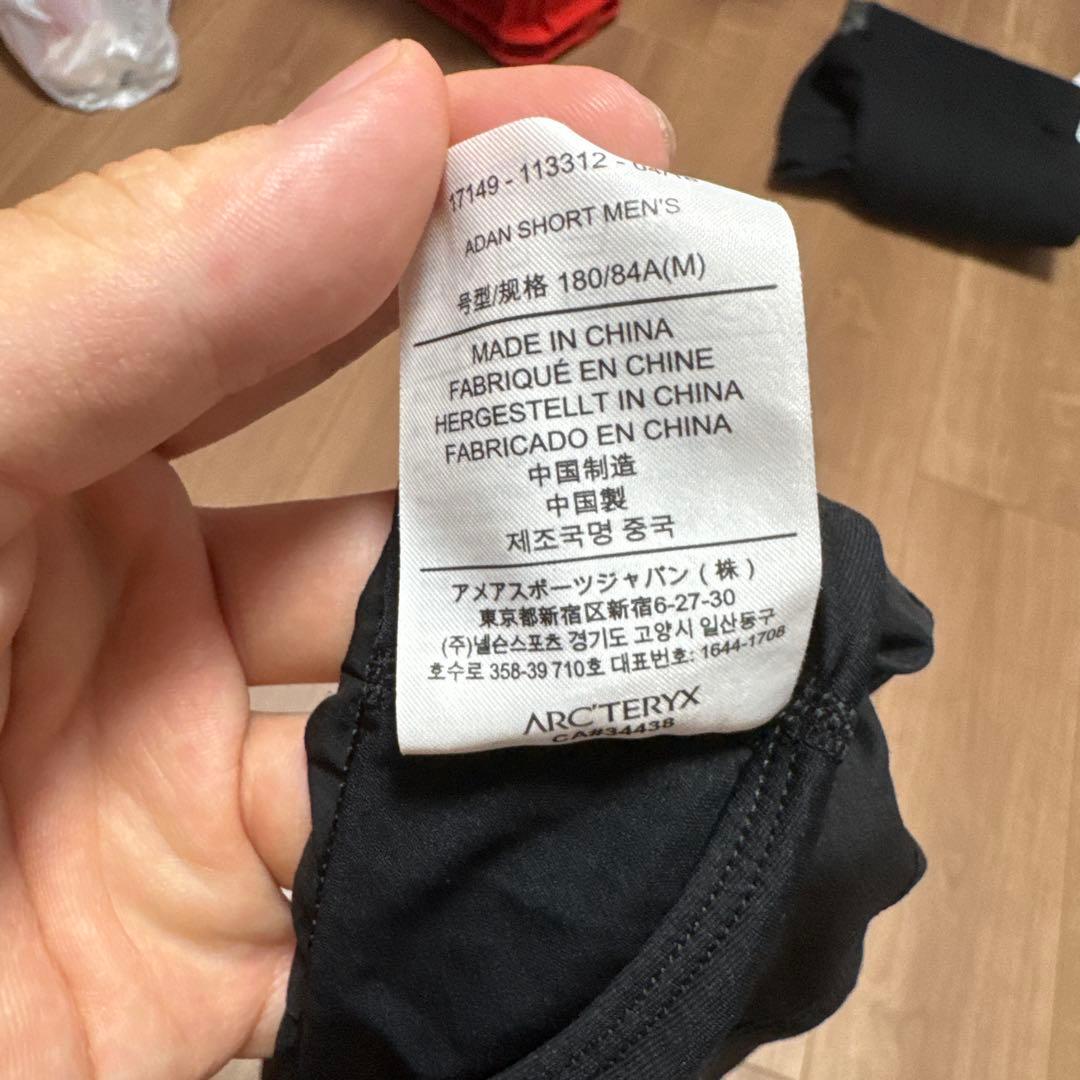 17149 - 113312 -
ADAN SHORT MEN'S
号型/规格 180/84A(M)
MADE IN CHINA
FABRIQUÉ EN CHINE
HERGESTELLT IN CHINA
FABRICADO EN CHINA
中国制造
中国製
제조국명 중국
アメアスポーツジャパン ( 株 )
東京都新宿区新宿6-27-30
(주)넬슨스포츠 경기도 고양시 일산동구
호수로 358-39 710호 대표번호: 1644-1708
ARC'TERYX
CA#34438